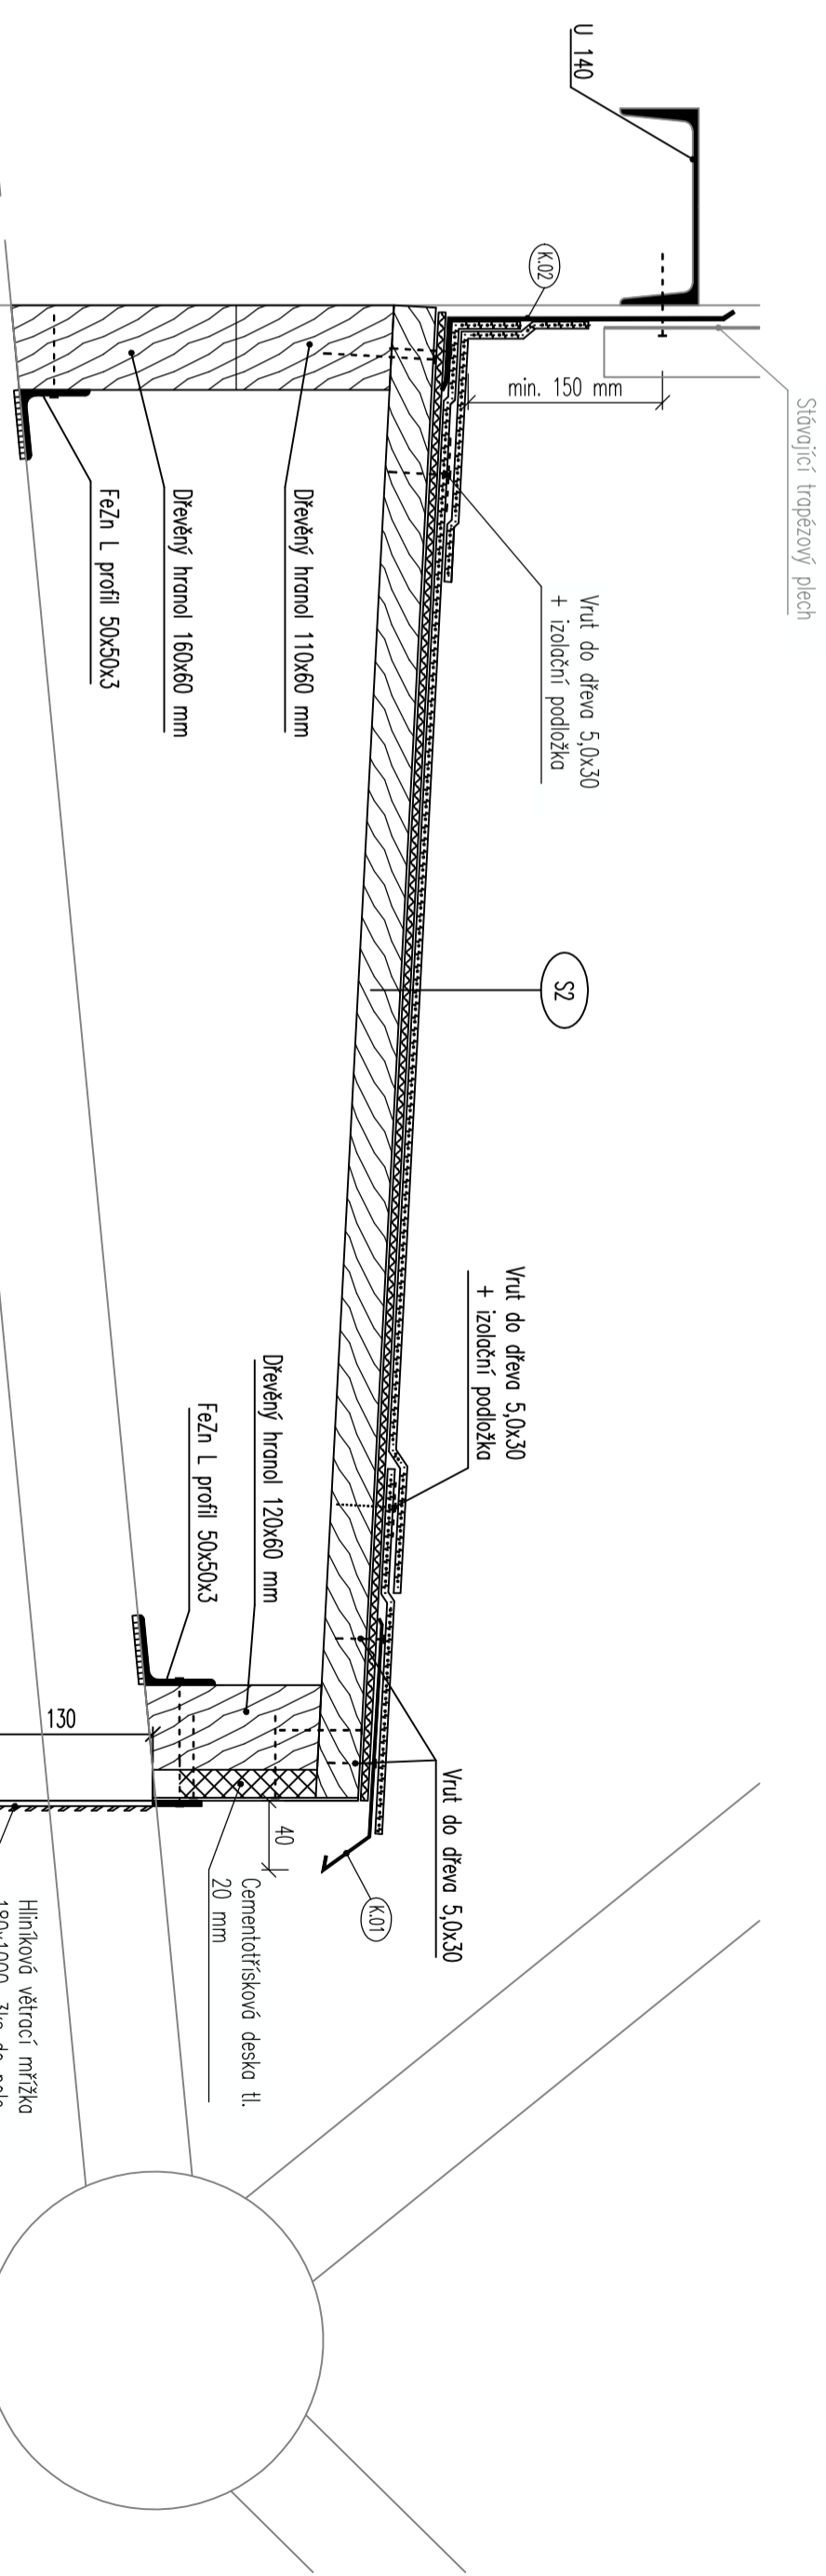 U 140
Stávající trapézový plech
K.02
min. 150 mm
Vrut do dřeva 5,0x30
+ izolační podložka
Dřevěný hranol 110x60 mm
Dřevěný hranol 160x60 mm
FeZn L profil 50x50x3
S2
Vrut do dřeva 5,0x30
+ izolační podložka
Dřevěný hranol 120x60 mm
FeZn L profil 50x50x3
130
Vrut do dřeva 5,0x30
40
K.01
Cementotřísková deska tl.
20 mm
Hliníková větrací mřížka